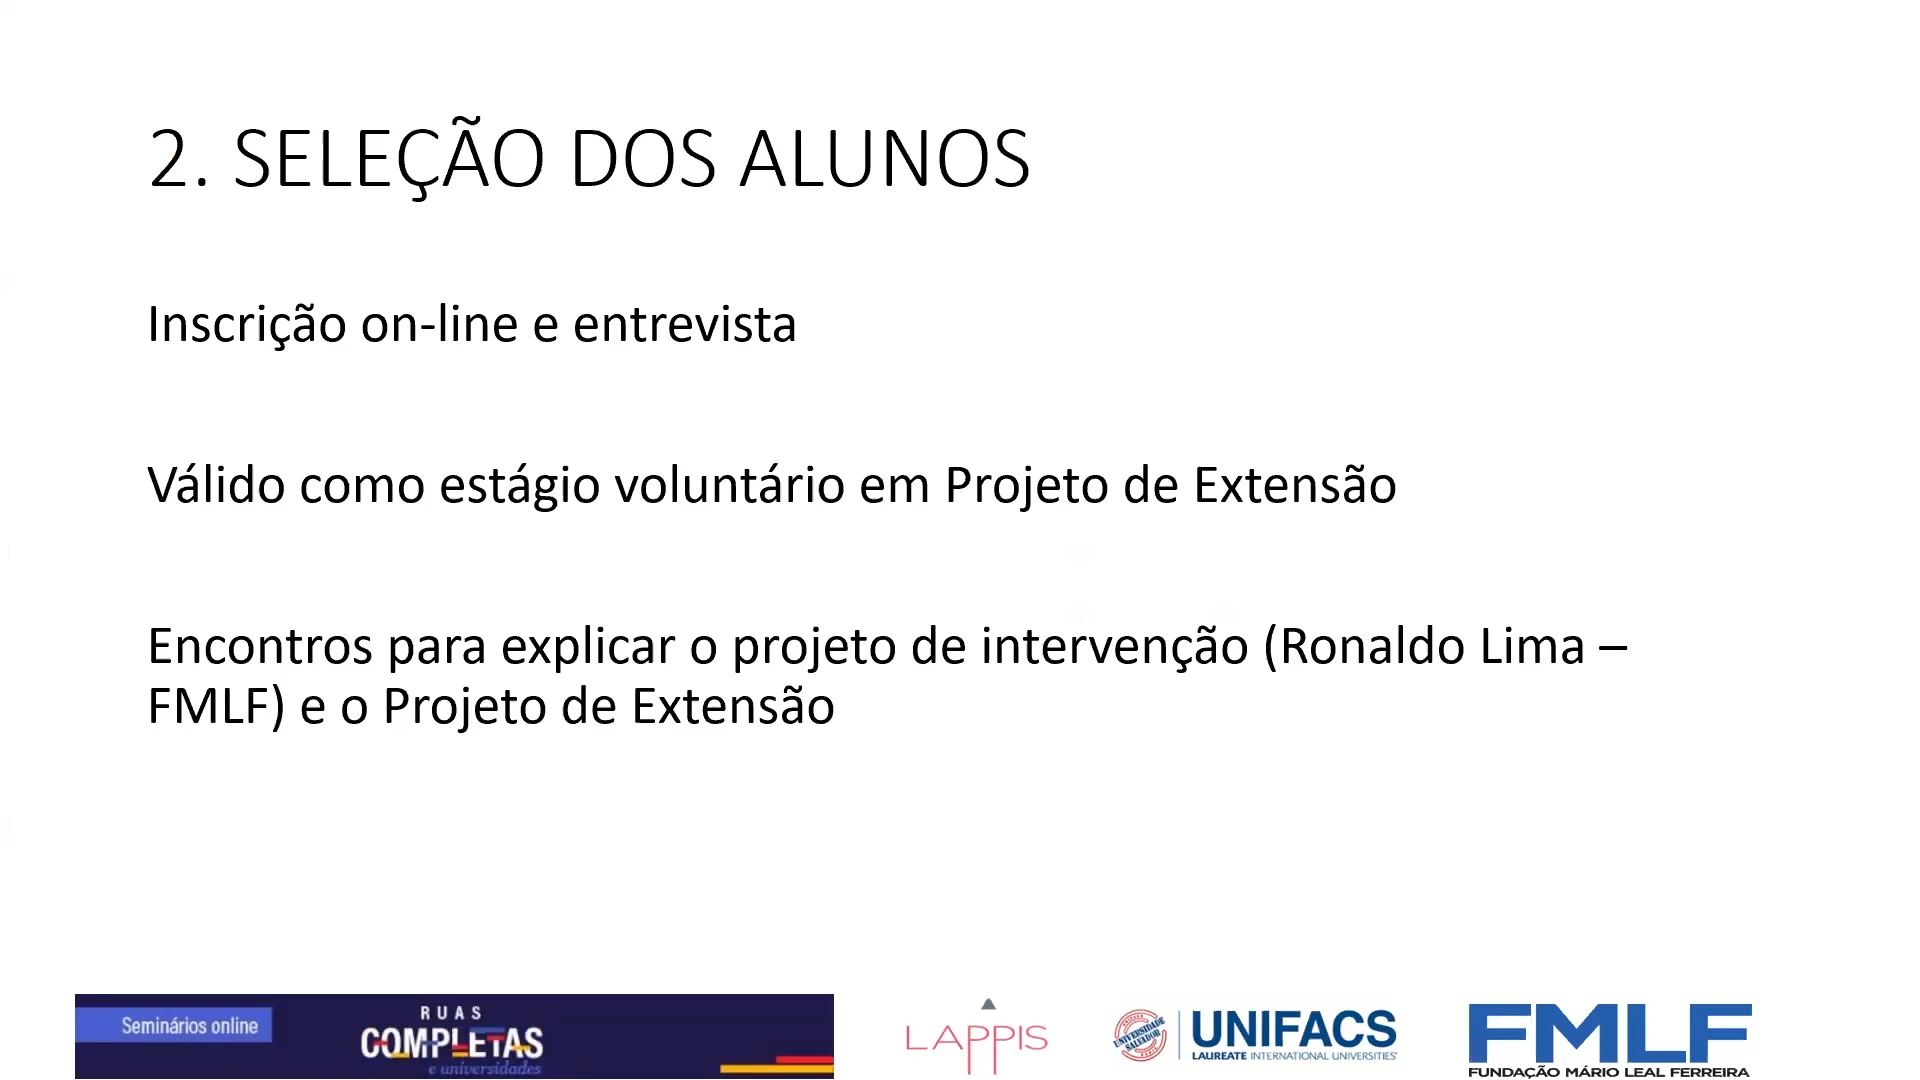 2. SELEÇÃO DOS ALUNOS
Inscrição on-line e entrevista
Válido como estágio voluntário em Projeto de Extensão
Encontros para explicar o projeto de intervenção (Ronaldo Lima –
FMLF) e o Projeto de Extensão
Seminários online
RUAS
COMPLETAS
e universidades
LAPPIS
UNIVERSIDADE
SALVADOR
UNIFACS
LAUREATE INTERNATIONAL UNIVERSITIES
FMLF
FUNDAÇÃO MÁRIO LEAL FERREIRA